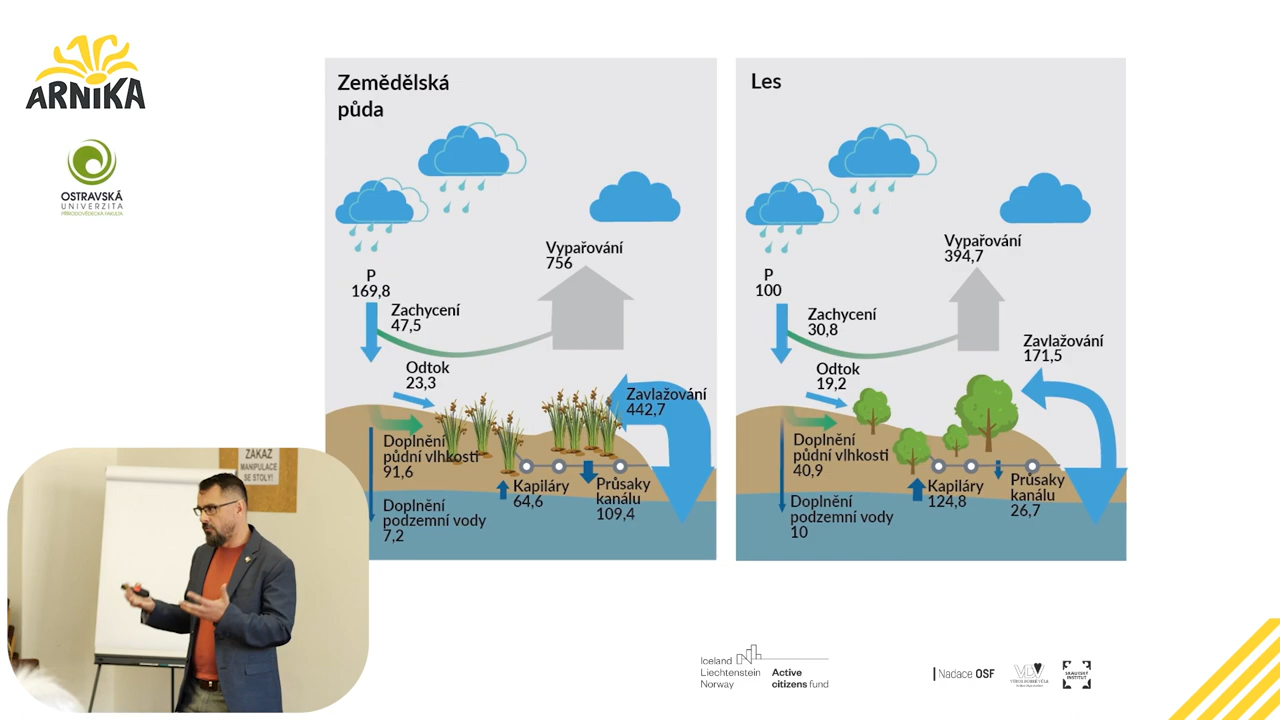 ARNIKA
OSTRAVSKÁ
UNIVERZITA
PŘÍRODOVĚDECKÁ FAKULTA
Zemědělská
půda
Vypařování
756
P
169,8
Zachycení
47,5
Odtok
23,3
Zavlažování
442,7
Doplnění
půdní vlhkosti
91,6
Kapiláry
64,6
Průsaky
kanálu
109,4
Doplnění
podzemní vody
7,2
Les
Vypařování
394,7
P
100
Zachycení
30,8
Zavlažování
171,5
Odtok
19,2
Doplnění
půdní vlhkosti
40,9
Kapiláry
124,8
Průsaky
kanálu
26,7
Doplnění
podzemní vody
10
ZÁKAZ
MANIPULACE
SE STOLY!
Iceland
Liechtenstein
Norway
Active
citizens fund
Nadace OSF
SKAUTSKÝ
INSTITUT